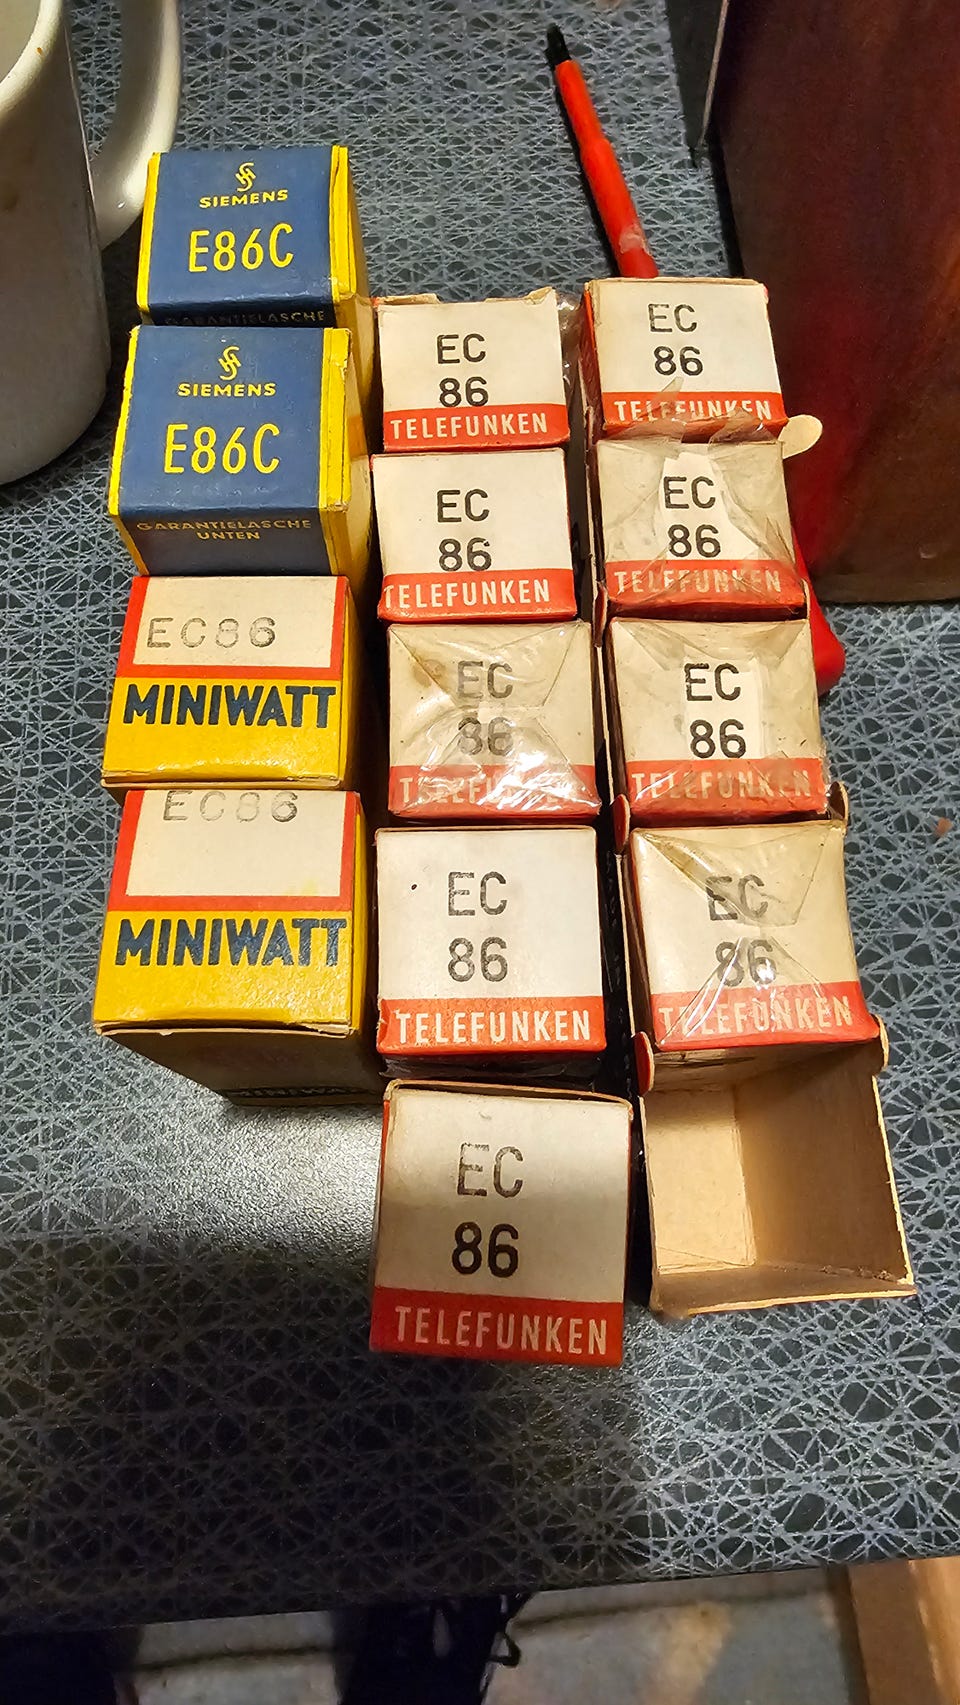 SIEMENS
E86C
GARANTIELASCHE
SIEMENS
E86C
GARANTIELASCHE
UNTEN
EC86
MINIWATT
EC86
MINIWATT
EC
86
TELEFUNKEN
EC
86
TELEFUNKEN
EC
86
TELEFUNKEN
EC
86
TELEFUNKEN
EC
86
TELEFUNKEN
EC
86
TELEFUNKEN
EC
86
TELEFUNKEN
EC
86
TELEFUNKEN
EC
86
TELEFUNKEN